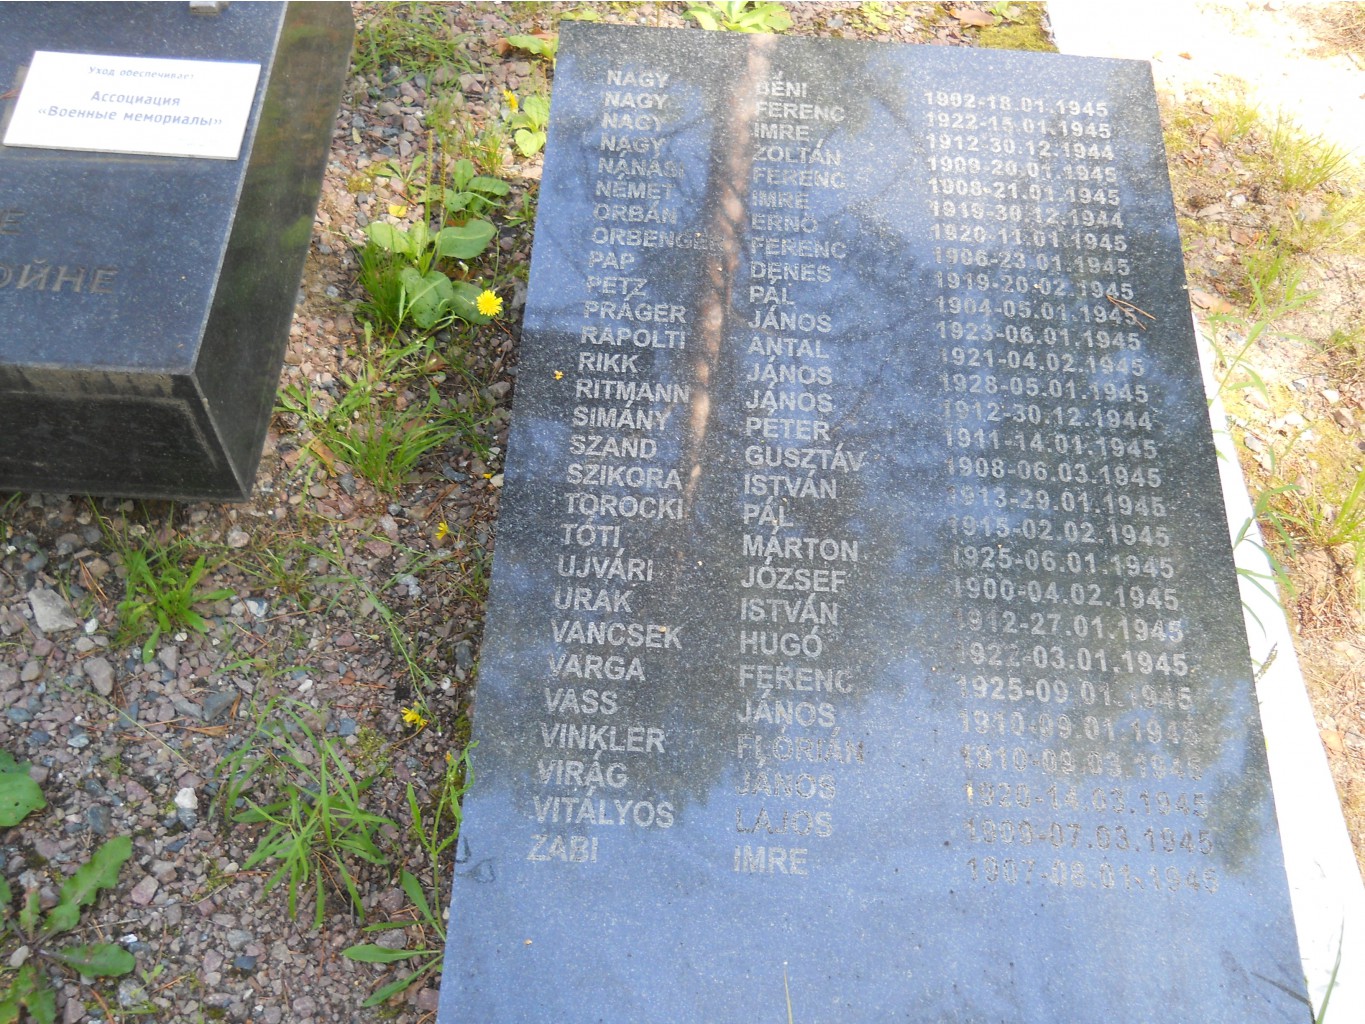 Уход обеспечивает
Ассоциация
«Военные мемориалы»
ОЙНЕ
NAGY BÉNI 1902-18.01.1945
NAGY FERENC 1922-15.01.1945
NAGY IMRE 1912-30.12.1944
NAGY ZOLTÁN 1909-20.01.1945
NÁNÁSI FERENC 1908-21.01.1945
NÉMET IMRE 1919-30.12.1944
ORBÁN ERNŐ 1920-11.01.1945
ORBENGER FERENC 1906-23.01.1945
PAP DÉNES 1919-20.02.1945
PETZ PÁL 1904-05.01.1945
PRÁGER JÁNOS 1923-06.01.1945
RAPOLTI ANTAL 1921-04.02.1945
RIKK JÁNOS 1928-05.01.1945
RITMANN JÁNOS 1912-30.12.1944
SIMÁNY PÉTER 1911-14.01.1945
SZAND GUSZTÁV 1908-06.03.1945
SZIKORA ISTVÁN 1913-29.01.1945
TOROCKI PÁL 1915-02.02.1945
TÓTI MÁRTON 1925-06.01.1945
UJVÁRI JÓZSEF 1900-04.02.1945
URAK ISTVÁN 1912-27.01.1945
VANCSEK HUGÓ 1922-03.01.1945
VARGA FERENC 1925-09.01.1945
VASS JÁNOS 1910-09.01.1945
VINKLER FLÓRIÁN 1910-09.03.1945
VIRÁG JÁNOS 1920-14.03.1945
VITÁLYOS LAJOS 1909-07.03.1945
ZABI IMRE 1907-08.01.1945